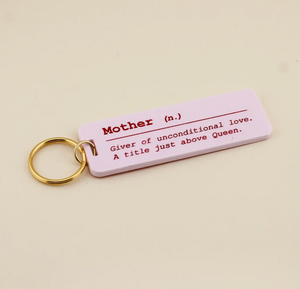 Mother (n.)
Giver of unconditional love.
A title just above Queen.